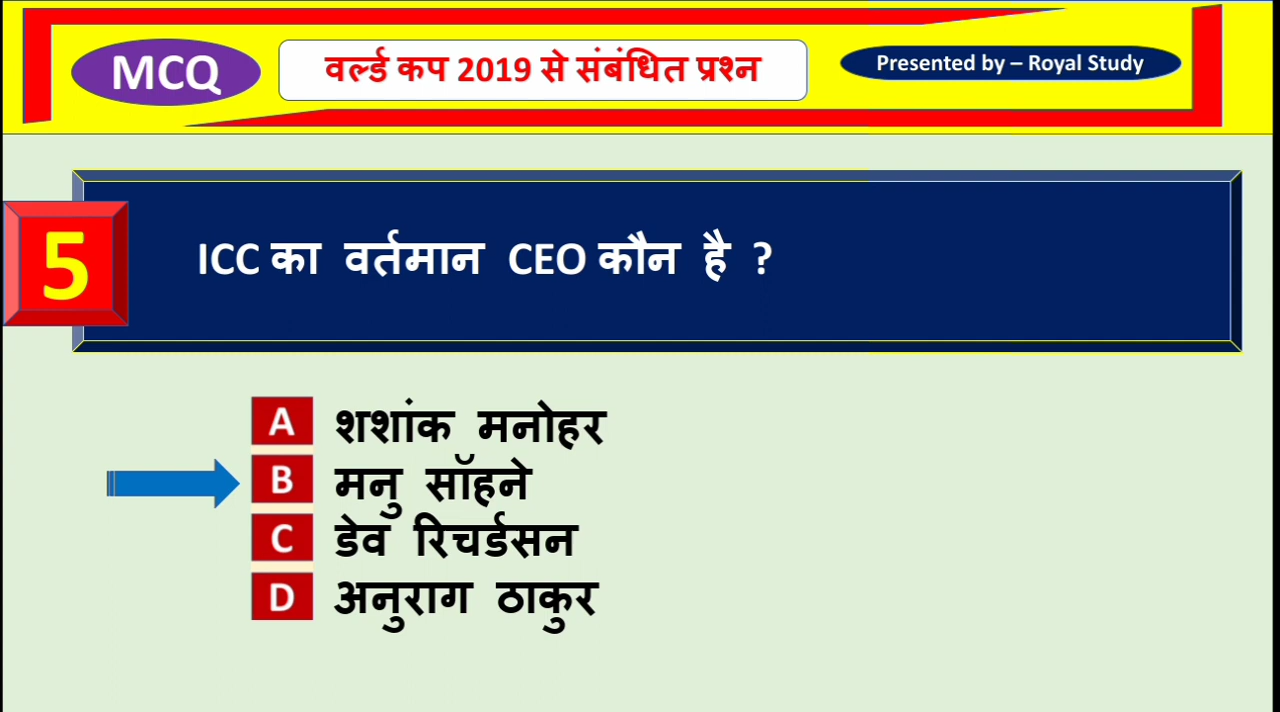 MCQ
वर्ल्ड कप 2019 से संबंधित प्रश्न
Presented by – Royal Study
5
ICC का वर्तमान CEO कौन है ?
A शशांक मनोहर
B मनु सॉहने
C डेव रिचर्डसन
D अनुराग ठाकुर